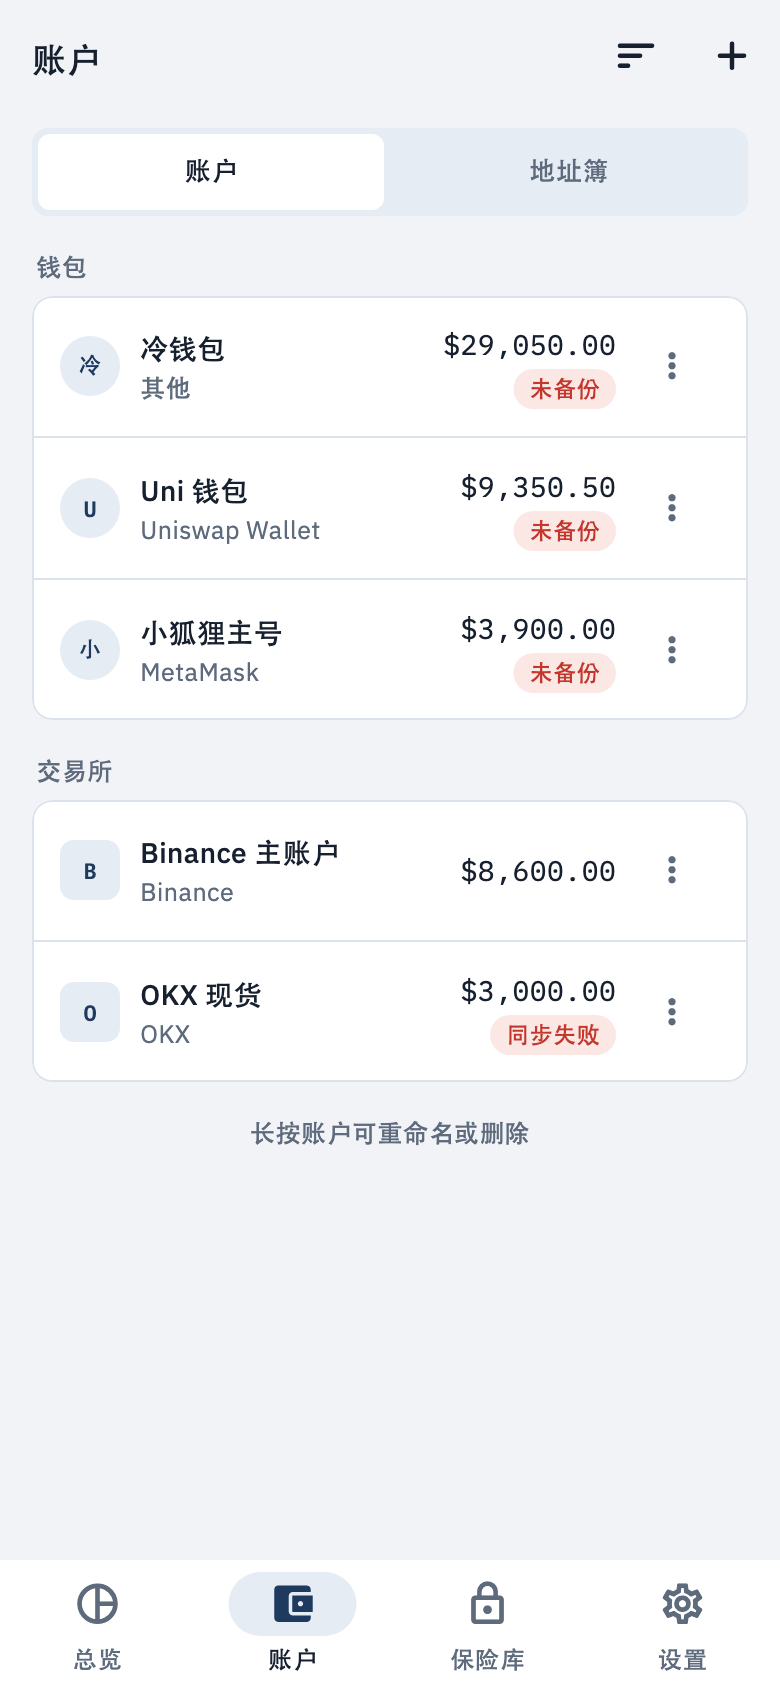 账户
账户 地址簿
钱包
冷 冷钱包 $29,050.00
其他 未备份
U Uni 钱包 $9,350.50
Uniswap Wallet 未备份
小 小狐狸主号 $3,900.00
MetaMask 未备份
交易所
B Binance 主账户 $8,600.00
Binance
O OKX 现货 $3,000.00
OKX 同步失败
长按账户可重命名或删除
总览 账户 保险库 设置